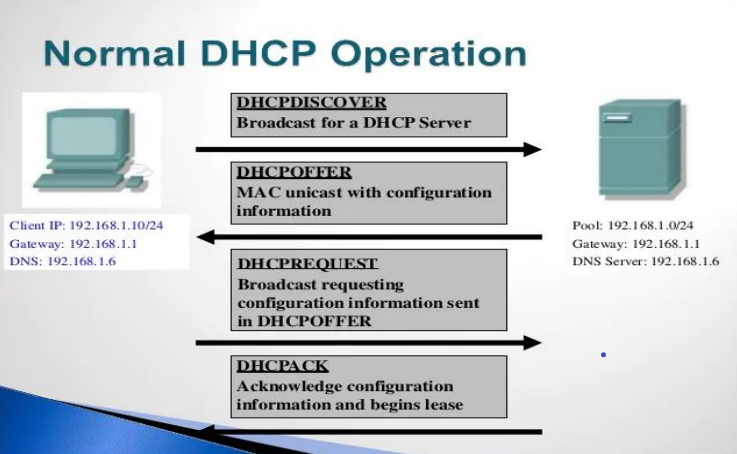 Normal DHCP Operation
DHCPDISCOVER
Broadcast for a DHCP Server
DHCPOFFER
MAC unicast with configuration
information
Client IP: 192.168.1.10/24
Gateway: 192.168.1.1
DNS: 192.168.1.6
Pool: 192.168.1.0/24
Gateway: 192.168.1.1
DNS Server: 192.168.1.6
DHCPREQUEST
Broadcast requesting
configuration information sent
in DHCPOFFER
DHCPACK
Acknowledge configuration
information and begins lease